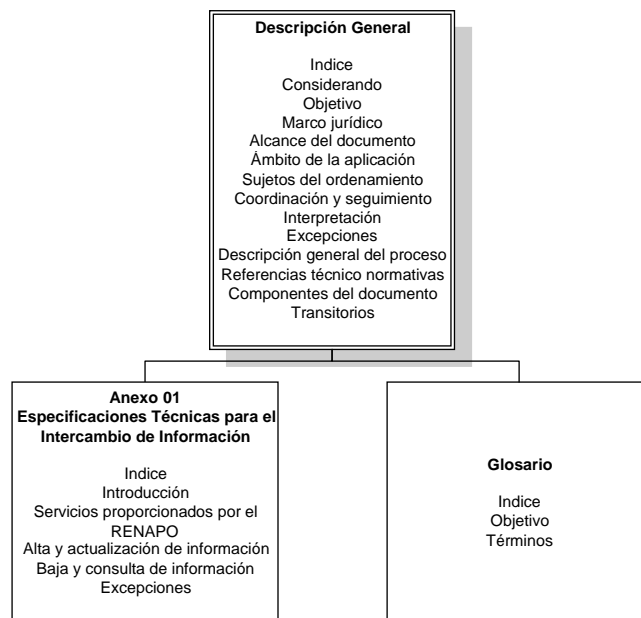 Descripción General
Indice
Considerando
Objetivo
Marco jurídico
Alcance del documento
Ámbito de la aplicación
Sujetos del ordenamiento
Coordinación y seguimiento
Interpretación
Excepciones
Descripción general del proceso
Referencias técnico normativas
Componentes del documento
Transitorios
Anexo 01
Especificaciones Técnicas para el
Intercambio de Información
Indice
Introducción
Servicios proporcionados por el
RENAPO
Alta y actualización de información
Baja y consulta de información
Excepciones
Glosario
Indice
Objetivo
Términos